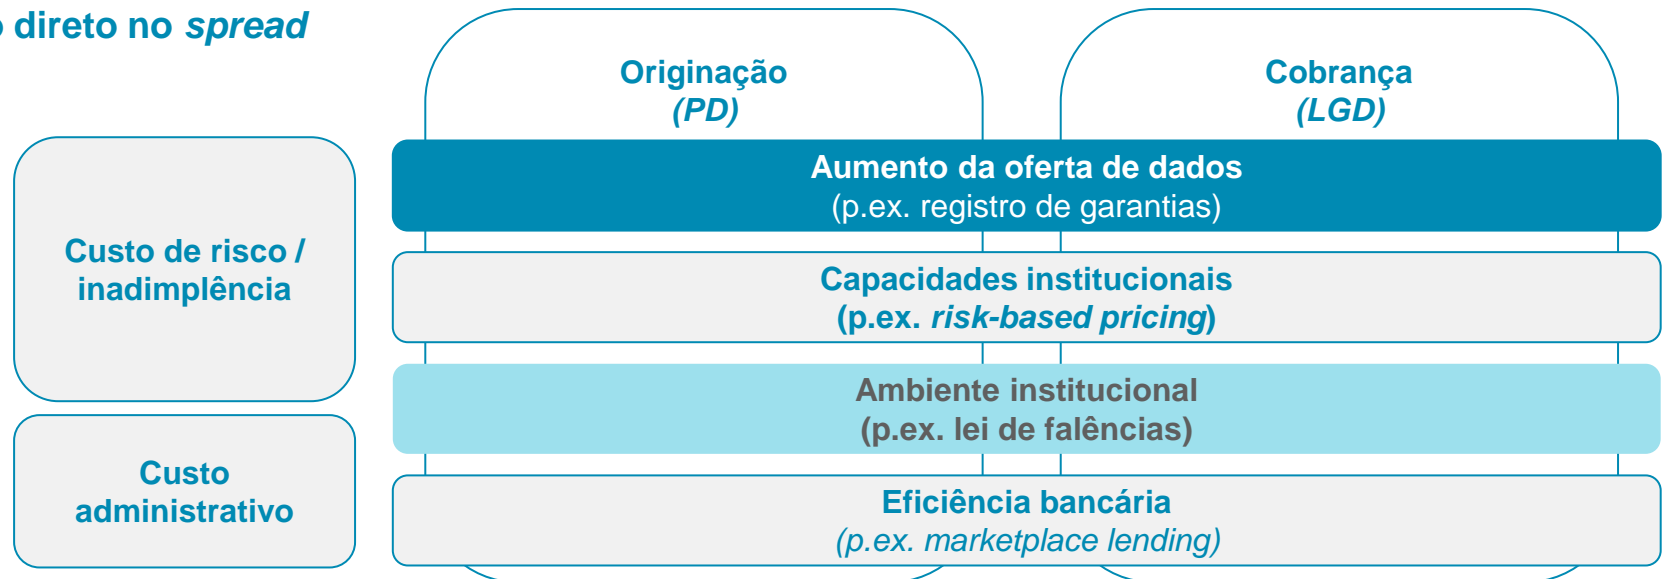 o direto no spread
Originação
(PD)
Cobrança
(LGD)
Aumento da oferta de dados
(p.ex. registro de garantias)
Custo de risco /
inadimplência
Capacidades institucionais
(p.ex. risk-based pricing)
Ambiente institucional
(p.ex. lei de falências)
Custo
administrativo
Eficiência bancária
(p.ex. marketplace lending)